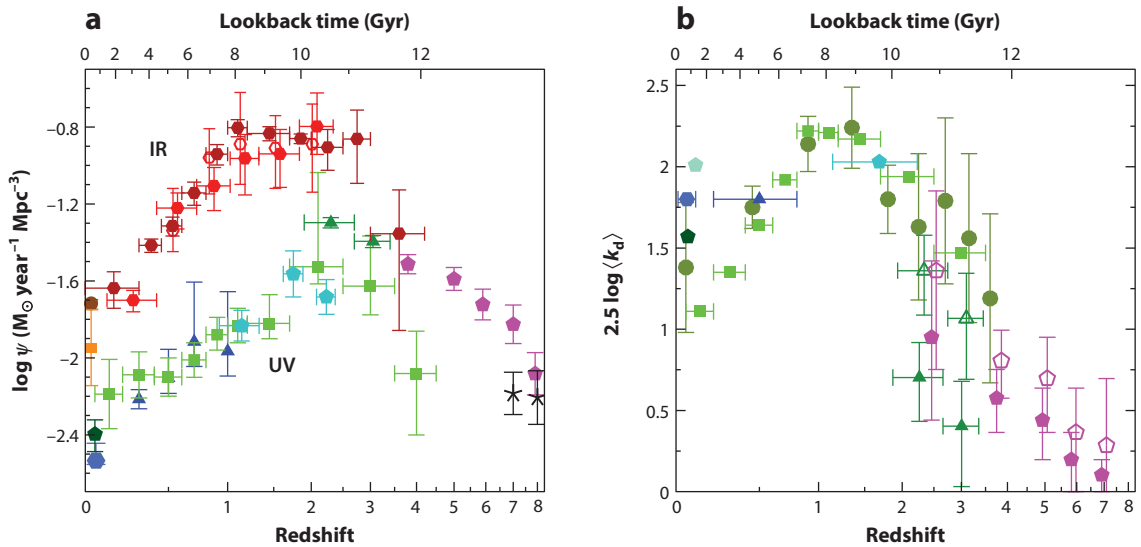 a
Lookback time (Gyr)
0 2 4 6 8 10 12
IR
UV
log ψ (M⊙ year⁻¹ Mpc⁻³)
−0.8
−1.2
−1.6
−2
−2.4
0 1 2 3 4 5 6 7 8
Redshift
b
Lookback time (Gyr)
0 2 4 6 8 10 12
2.5 log ⟨kd⟩
2.5
2
1.5
1
0.5
0
0 1 2 3 4 5 6 7 8
Redshift